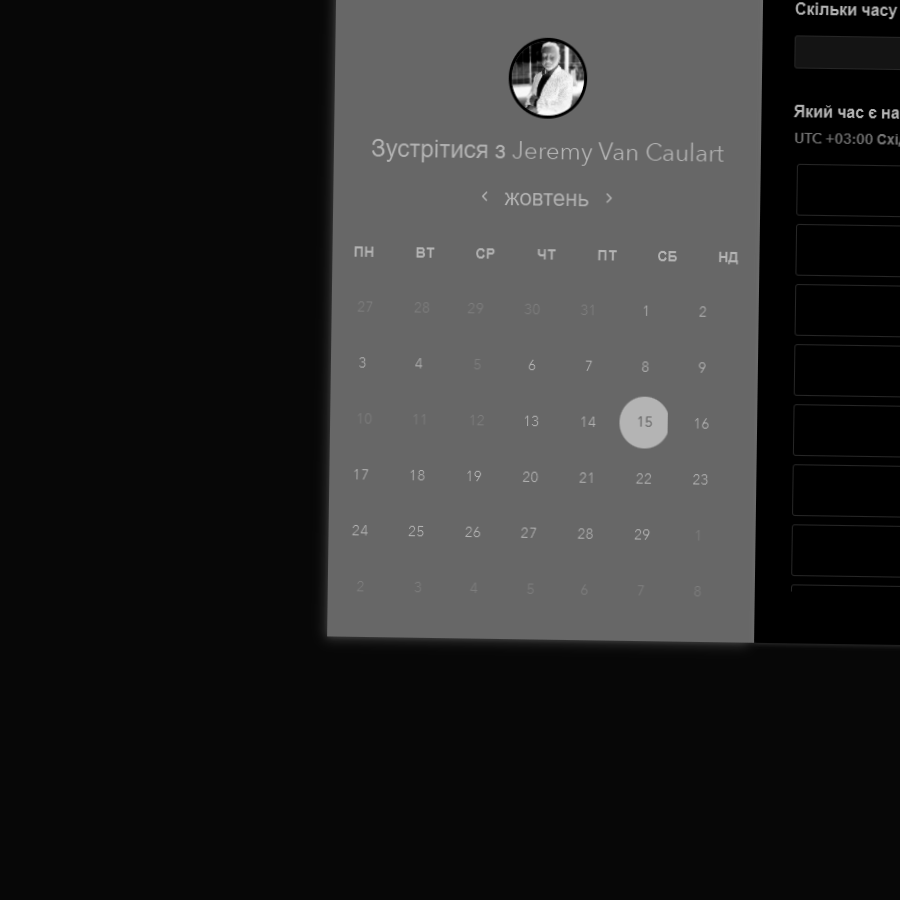 Зустрітися з Jeremy Van Caulart
жовтень
ПН ВТ СР ЧТ ПТ СБ НД
27 28 29 30 31 1 2
3 4 5 6 7 8 9
10 11 12 13 14 15 16
17 18 19 20 21 22 23
24 25 26 27 28 29 1
2 3 4 5 6 7 8
Скільки часу
Який час є на
UTC +03:00 Схі